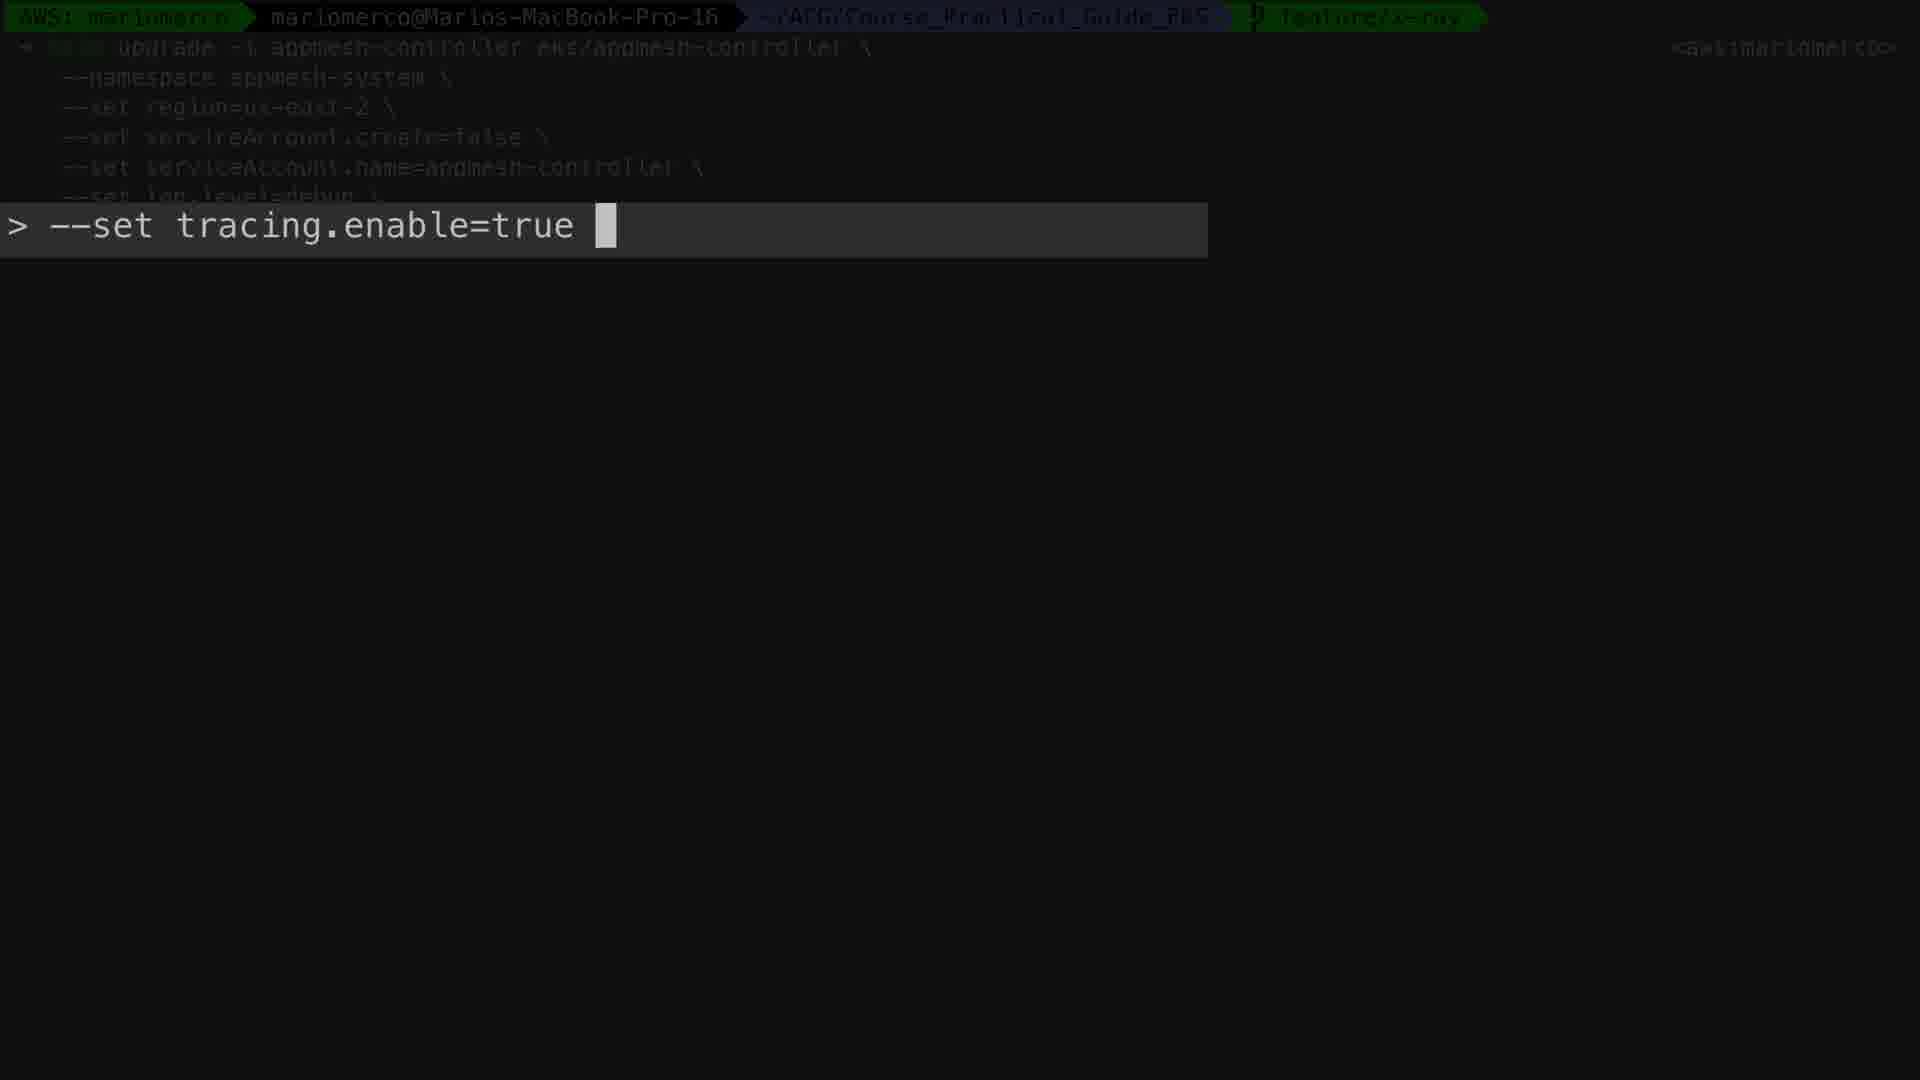 AWS: mariomerco mariomerco@Marios-MacBook-Pro-16 ~/ACG/Course_Practical_Guide_EKS feature/x-ray
➜ helm upgrade -i appmesh-controller eks/appmesh-controller \ <aws:mariomerco>
--namespace appmesh-system \
--set region=us-east-2 \
--set serviceAccount.create=false \
--set serviceAccount.name=appmesh-controller \
--set log.level=debug \
> --set tracing.enable=true